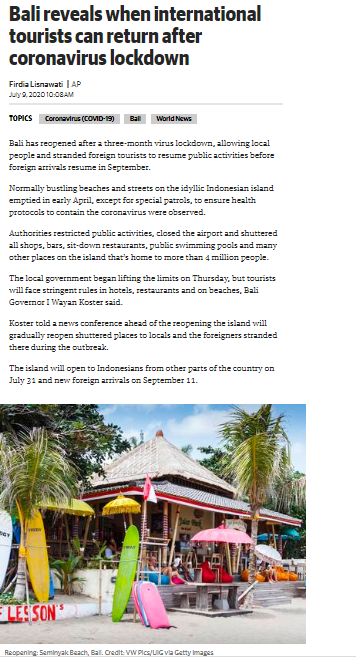 Bali reveals when international
tourists can return after
coronavirus lockdown
Firdia Lisnawati | AP
July 9, 2020 10:08AM
TOPICS Coronavirus (COVID-19) Bali World News
Bali has reopened after a three-month virus lockdown, allowing local
people and stranded foreign tourists to resume public activities before
foreign arrivals resume in September.
Normally bustling beaches and streets on the idyllic Indonesian island
emptied in early April, except for special patrols, to ensure health
protocols to contain the coronavirus were observed.
Authorities restricted public activities, closed the airport and shuttered
all shops, bars, sit-down restaurants, public swimming pools and many
other places on the island that's home to more than 4 million people.
The local government began lifting the limits on Thursday, but tourists
will face stringent rules in hotels, restaurants and on beaches, Bali
Governor I Wayan Koster said.
Koster told a news conference ahead of the reopening the island will
gradually reopen shuttered places to locals and the foreigners stranded
there during the outbreak.
The island will open to Indonesians from other parts of the country on
July 31 and new foreign arrivals on September 11.
LESSON'S
Reopening: Seminyak Beach, Bali. Credit: VW Pics/UIG via Getty Images